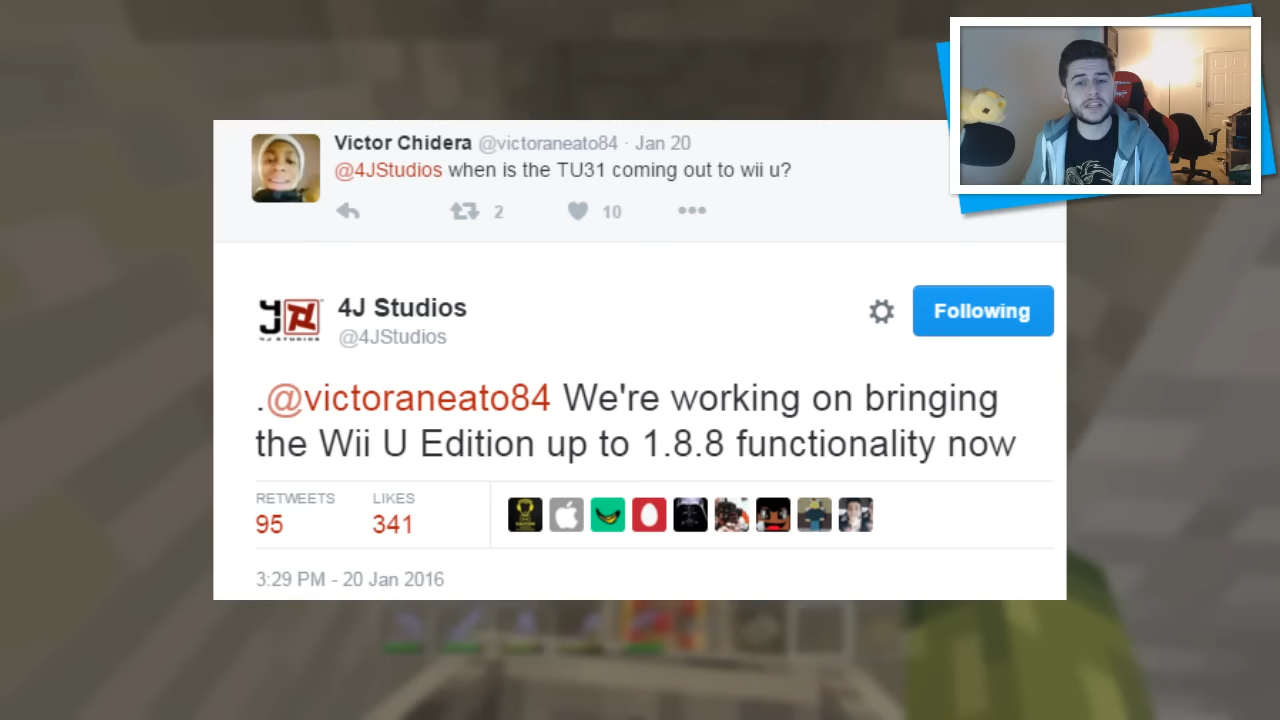 Victor Chidera @victoraneato84 · Jan 20
@4JStudios when is the TU31 coming out to wii u?
2 10
4J STUDIOS
4J Studios
@4JStudios
Following
.@victoraneato84 We're working on bringing
the Wii U Edition up to 1.8.8 functionality now
RETWEETS LIKES
95 341
3:29 PM - 20 Jan 2016